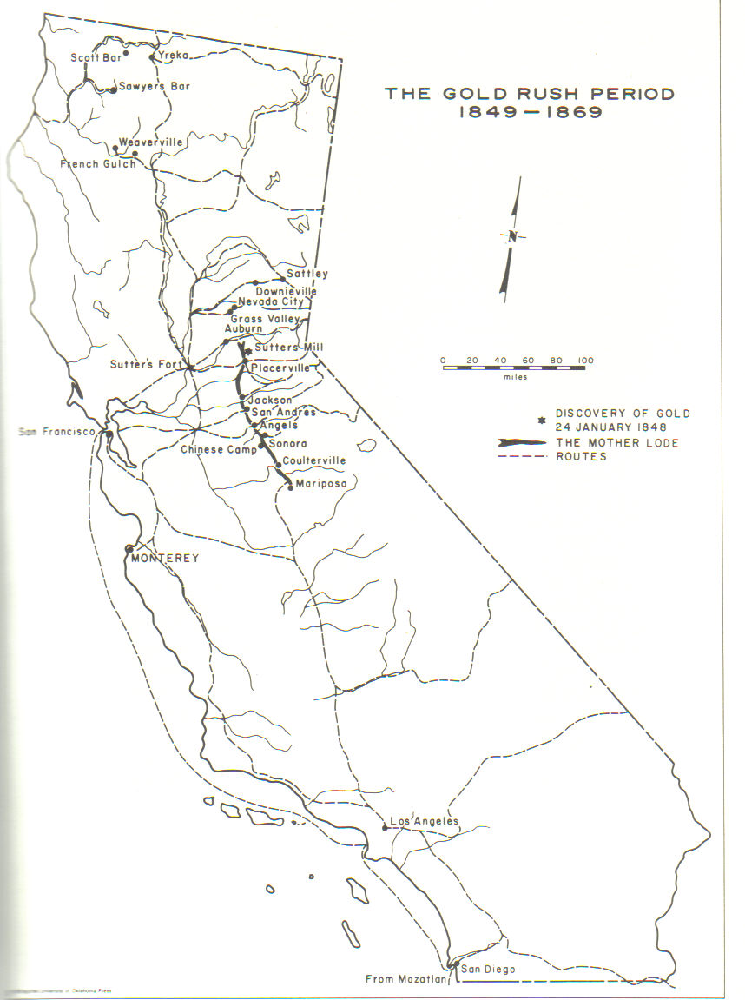 THE GOLD RUSH PERIOD
1849—1869
Scott Bar
Yreka
Sawyers Bar
Weaverville
French Gulch
N
Sattley
Downieville
Nevada City
Grass Valley
Auburn
Sutters Mill
Sutter's Fort
Placerville
0 20 40 60 80 100
miles
Jackson
San Andres
Angels
San Francisco
Chinese Camp
Sonora
Coulterville
Mariposa
DISCOVERY OF GOLD
24 JANUARY 1848
THE MOTHER LODE
ROUTES
MONTEREY
Los Angeles
San Diego
From Mazatlan
of Oklahoma Press